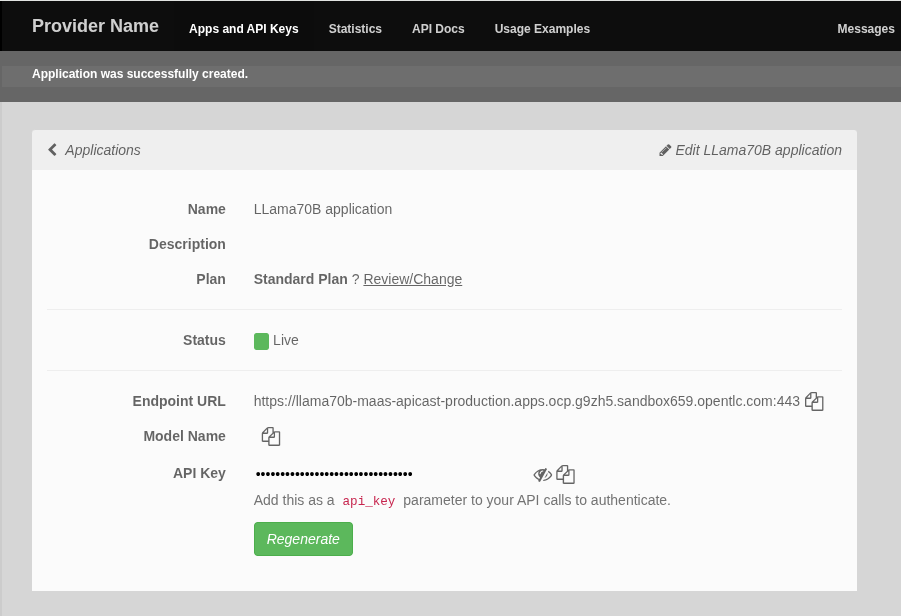 Provider Name Apps and API Keys Statistics API Docs Usage Examples Messages
Application was successfully created.
Applications Edit LLama70B application
Name LLama70B application
Description
Plan Standard Plan ? Review/Change
Status Live
Endpoint URL https://llama70b-maas-apicast-production.apps.ocp.g9zh5.sandbox659.opentlc.com:443
Model Name
API Key ••••••••••••••••••••••••••••••••
Add this as a api_key parameter to your API calls to authenticate.
Regenerate